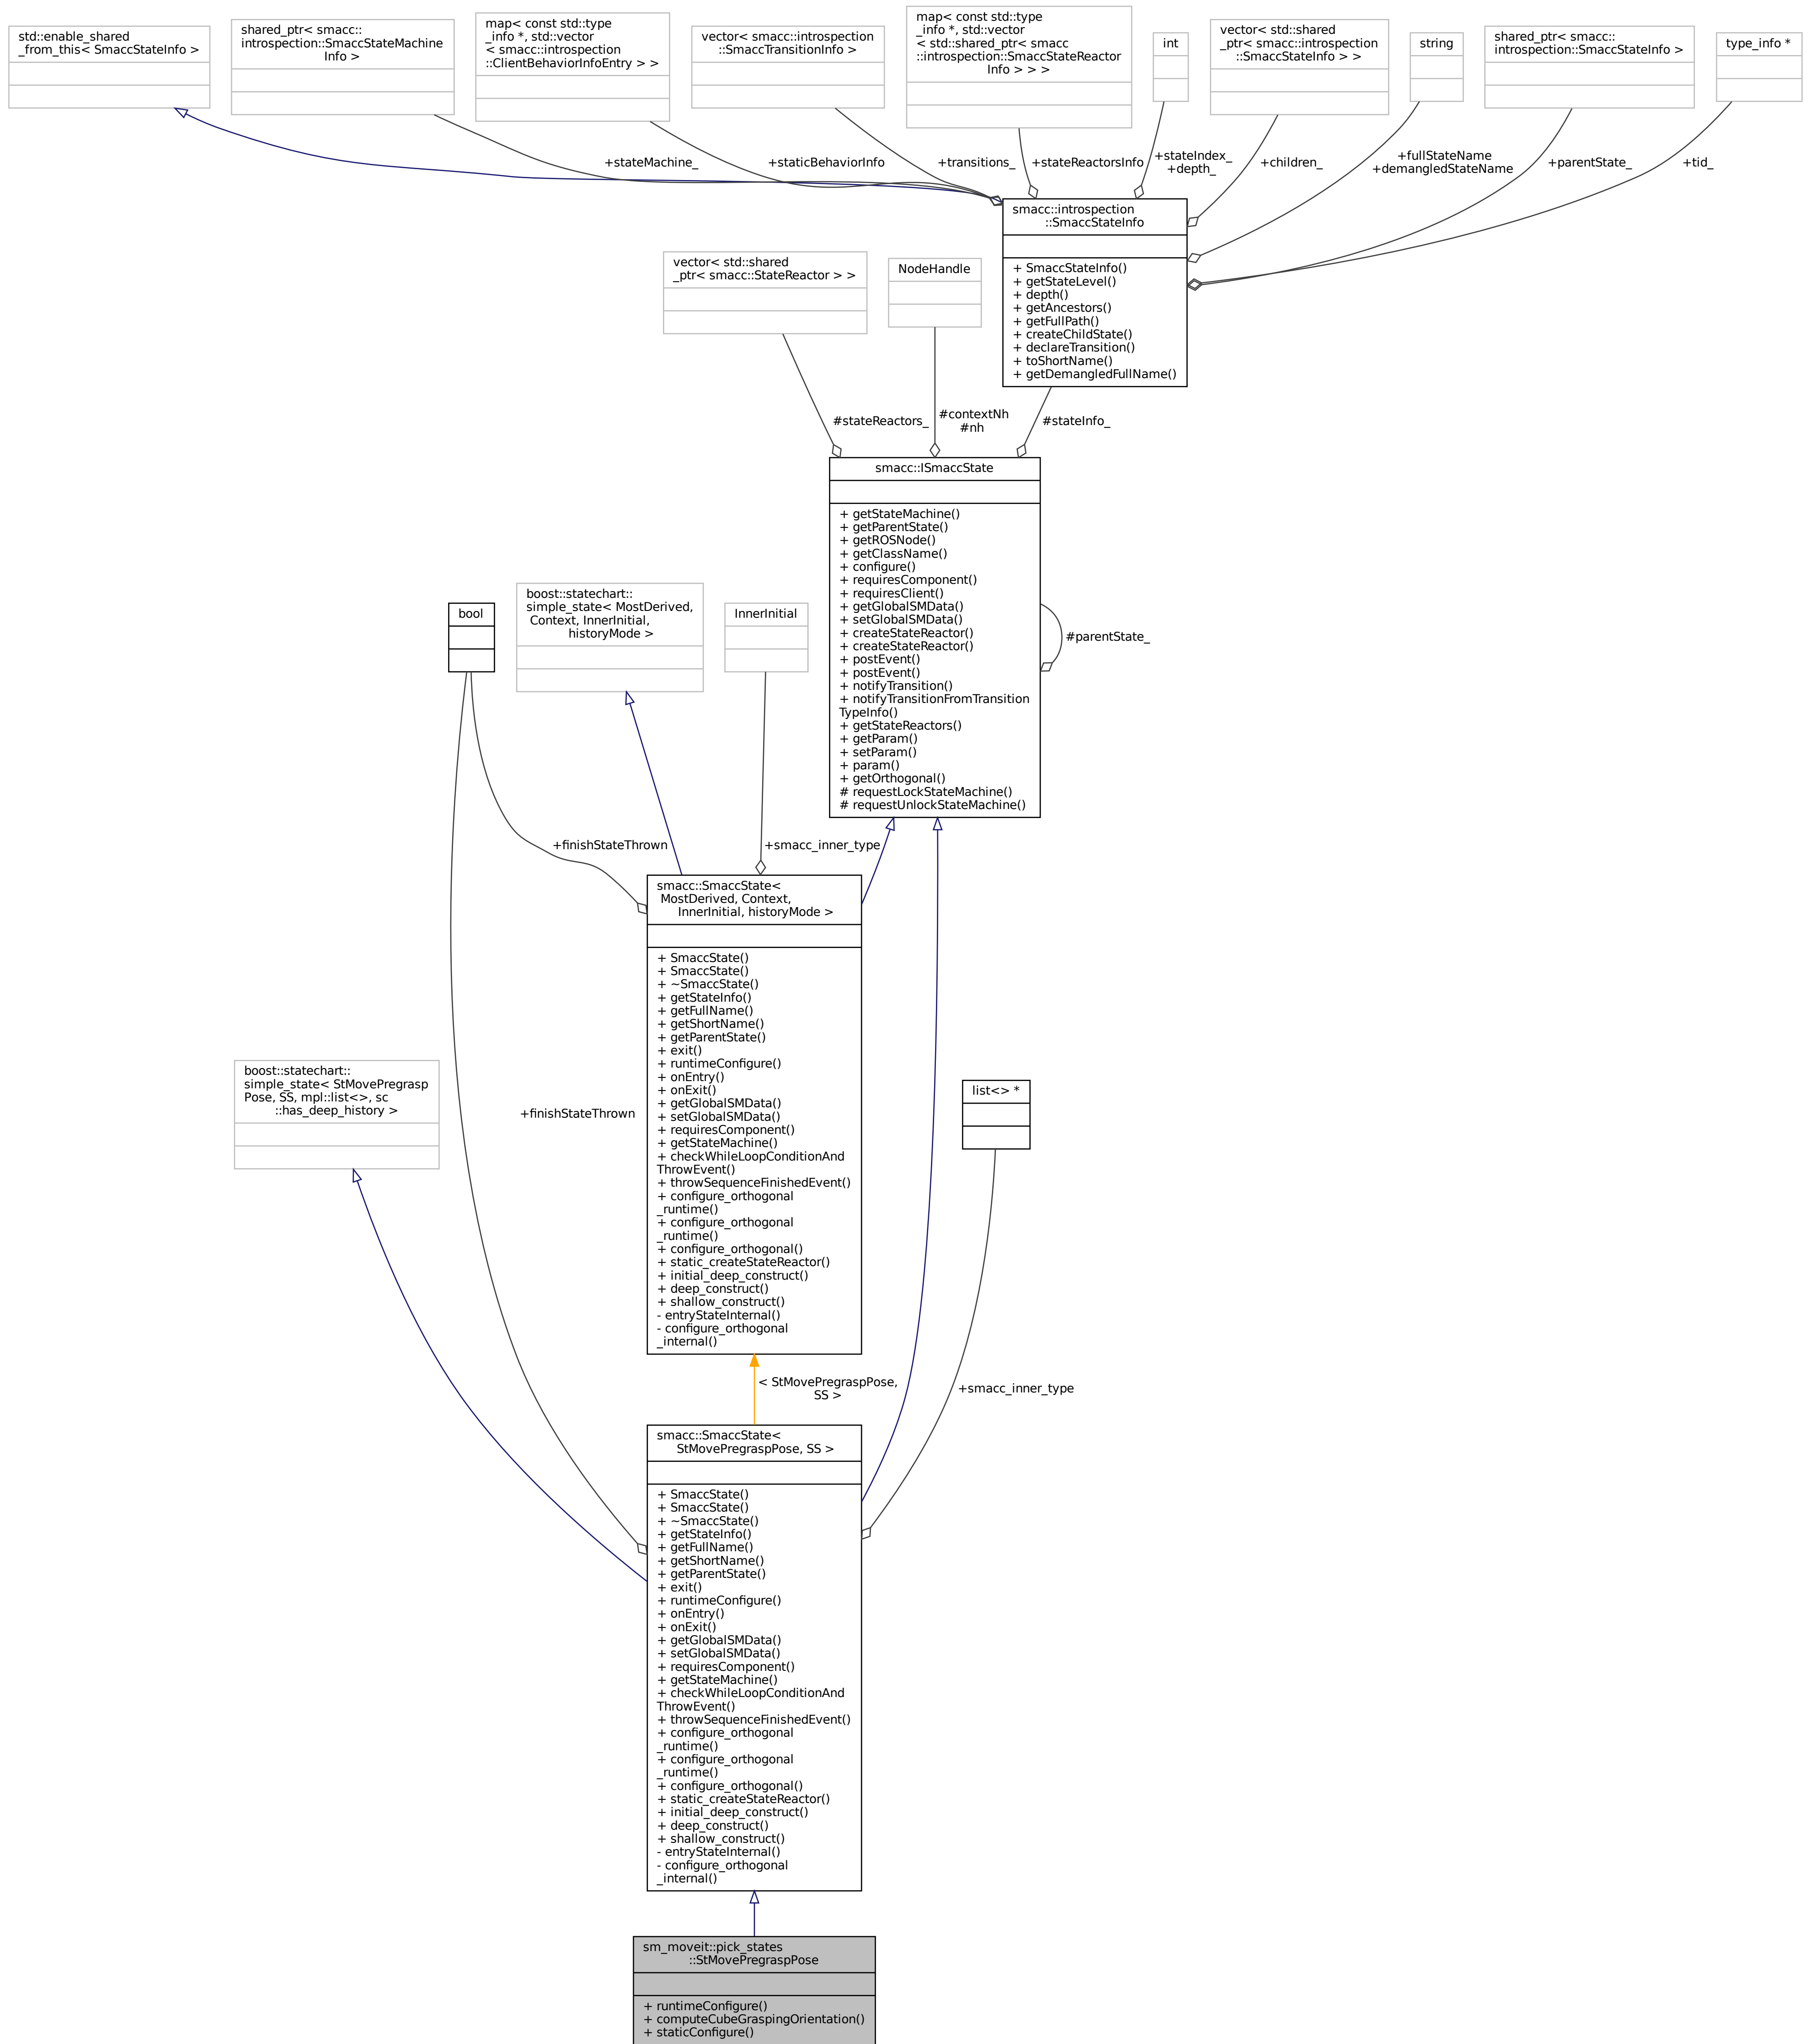 std::enable_shared
_from_this< SmaccStateInfo >
shared_ptr< smacc::
introspection::SmaccStateMachine
Info >
map< const std::type
_info *, std::vector
< smacc::introspection
::ClientBehaviorInfoEntry > >
vector< smacc::introspection
::SmaccTransitionInfo >
map< const std::type
_info *, std::vector
< std::shared_ptr< smacc
::introspection::SmaccStateReactor
Info > > >
int
vector< std::shared
_ptr< smacc::introspection
::SmaccStateInfo > >
string
shared_ptr< smacc::
introspection::SmaccStateInfo >
type_info *
+stateMachine_
+staticBehaviorInfo
+transitions_
+stateReactorsInfo
+stateIndex_
+depth_
+children_
+fullStateName
+demangledStateName
+parentState_
+tid_
smacc::introspection
::SmaccStateInfo
+ SmaccStateInfo()
+ getStateLevel()
+ depth()
+ getAncestors()
+ getFullPath()
+ createChildState()
+ declareTransition()
+ toShortName()
+ getDemangledFullName()
vector< std::shared
_ptr< smacc::StateReactor > >
NodeHandle
#stateReactors_
#contextNh
#nh
#stateInfo_
smacc::ISmaccState
+ getStateMachine()
+ getParentState()
+ getROSNode()
+ getClassName()
+ configure()
+ requiresComponent()
+ requiresClient()
+ getGlobalSMData()
+ setGlobalSMData()
+ createStateReactor()
+ createStateReactor()
+ postEvent()
+ postEvent()
+ notifyTransition()
+ notifyTransitionFromTransition
TypeInfo()
+ getStateReactors()
+ getParam()
+ setParam()
+ param()
+ getOrthogonal()
# requestLockStateMachine()
# requestUnlockStateMachine()
#parentState_
bool
boost::statechart::
simple_state< MostDerived,
Context, InnerInitial,
historyMode >
InnerInitial
+finishStateThrown
+smacc_inner_type
smacc::SmaccState<
MostDerived, Context,
InnerInitial, historyMode >
+ SmaccState()
+ SmaccState()
+ ~SmaccState()
+ getStateInfo()
+ getFullName()
+ getShortName()
+ getParentState()
+ exit()
+ runtimeConfigure()
+ onEntry()
+ onExit()
+ getGlobalSMData()
+ setGlobalSMData()
+ requiresComponent()
+ getStateMachine()
+ checkWhileLoopConditionAnd
ThrowEvent()
+ throwSequenceFinishedEvent()
+ configure_orthogonal
_runtime()
+ configure_orthogonal
_runtime()
+ configure_orthogonal()
+ static_createStateReactor()
+ initial_deep_construct()
+ deep_construct()
+ shallow_construct()
- entryStateInternal()
- configure_orthogonal
_internal()
boost::statechart::
simple_state< StMovePregrasp
Pose, SS, mpl::list<>, sc
::has_deep_history >
+finishStateThrown
list<> *
< StMovePregraspPose,
SS >
+smacc_inner_type
smacc::SmaccState<
StMovePregraspPose, SS >
+ SmaccState()
+ SmaccState()
+ ~SmaccState()
+ getStateInfo()
+ getFullName()
+ getShortName()
+ getParentState()
+ exit()
+ runtimeConfigure()
+ onEntry()
+ onExit()
+ getGlobalSMData()
+ setGlobalSMData()
+ requiresComponent()
+ getStateMachine()
+ checkWhileLoopConditionAnd
ThrowEvent()
+ throwSequenceFinishedEvent()
+ configure_orthogonal
_runtime()
+ configure_orthogonal
_runtime()
+ configure_orthogonal()
+ static_createStateReactor()
+ initial_deep_construct()
+ deep_construct()
+ shallow_construct()
- entryStateInternal()
- configure_orthogonal
_internal()
sm_moveit::pick_states
::StMovePregraspPose
+ runtimeConfigure()
+ computeCubeGraspingOrientation()
+ staticConfigure()